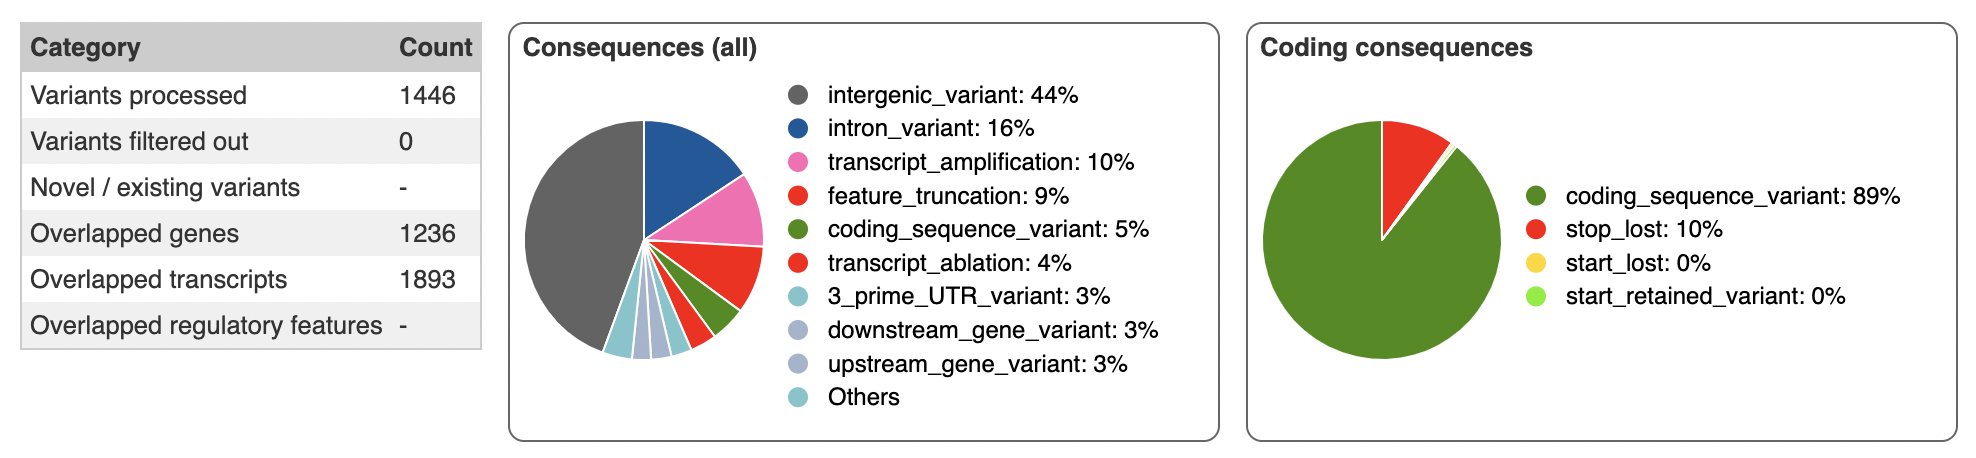 Category Count
Variants processed 1446
Variants filtered out 0
Novel / existing variants -
Overlapped genes 1236
Overlapped transcripts 1893
Overlapped regulatory features -
Consequences (all)
intergenic_variant: 44%
intron_variant: 16%
transcript_amplification: 10%
feature_truncation: 9%
coding_sequence_variant: 5%
transcript_ablation: 4%
3_prime_UTR_variant: 3%
downstream_gene_variant: 3%
upstream_gene_variant: 3%
Others
Coding consequences
coding_sequence_variant: 89%
stop_lost: 10%
start_lost: 0%
start_retained_variant: 0%